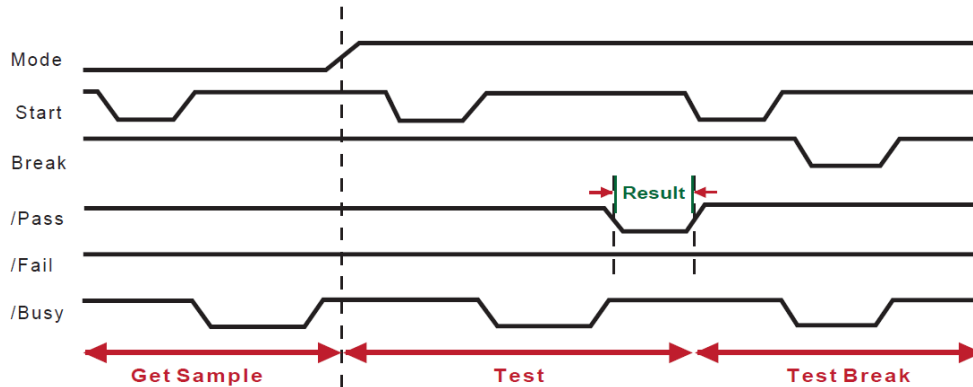 Mode
Start
Break
Result
/Pass
/Fail
/Busy
Get Sample
Test
Test Break